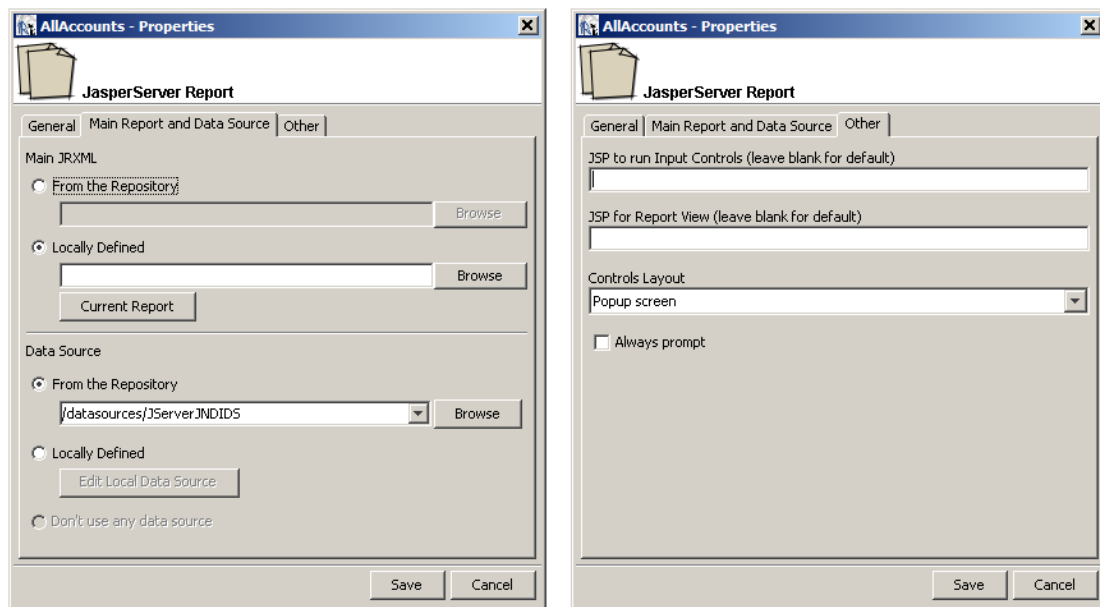 AllAccounts - Properties
JasperServer Report
General Main Report and Data Source Other
Main JRXML
From the Repository
Browse
Locally Defined
Browse
Current Report
Data Source
From the Repository
/datasources/JServerJNDIDS Browse
Locally Defined
Edit Local Data Source
Don't use any data source
Save Cancel
AllAccounts - Properties
JasperServer Report
General Main Report and Data Source Other
JSP to run Input Controls (leave blank for default)
JSP for Report View (leave blank for default)
Controls Layout
Popup screen
Always prompt
Save Cancel